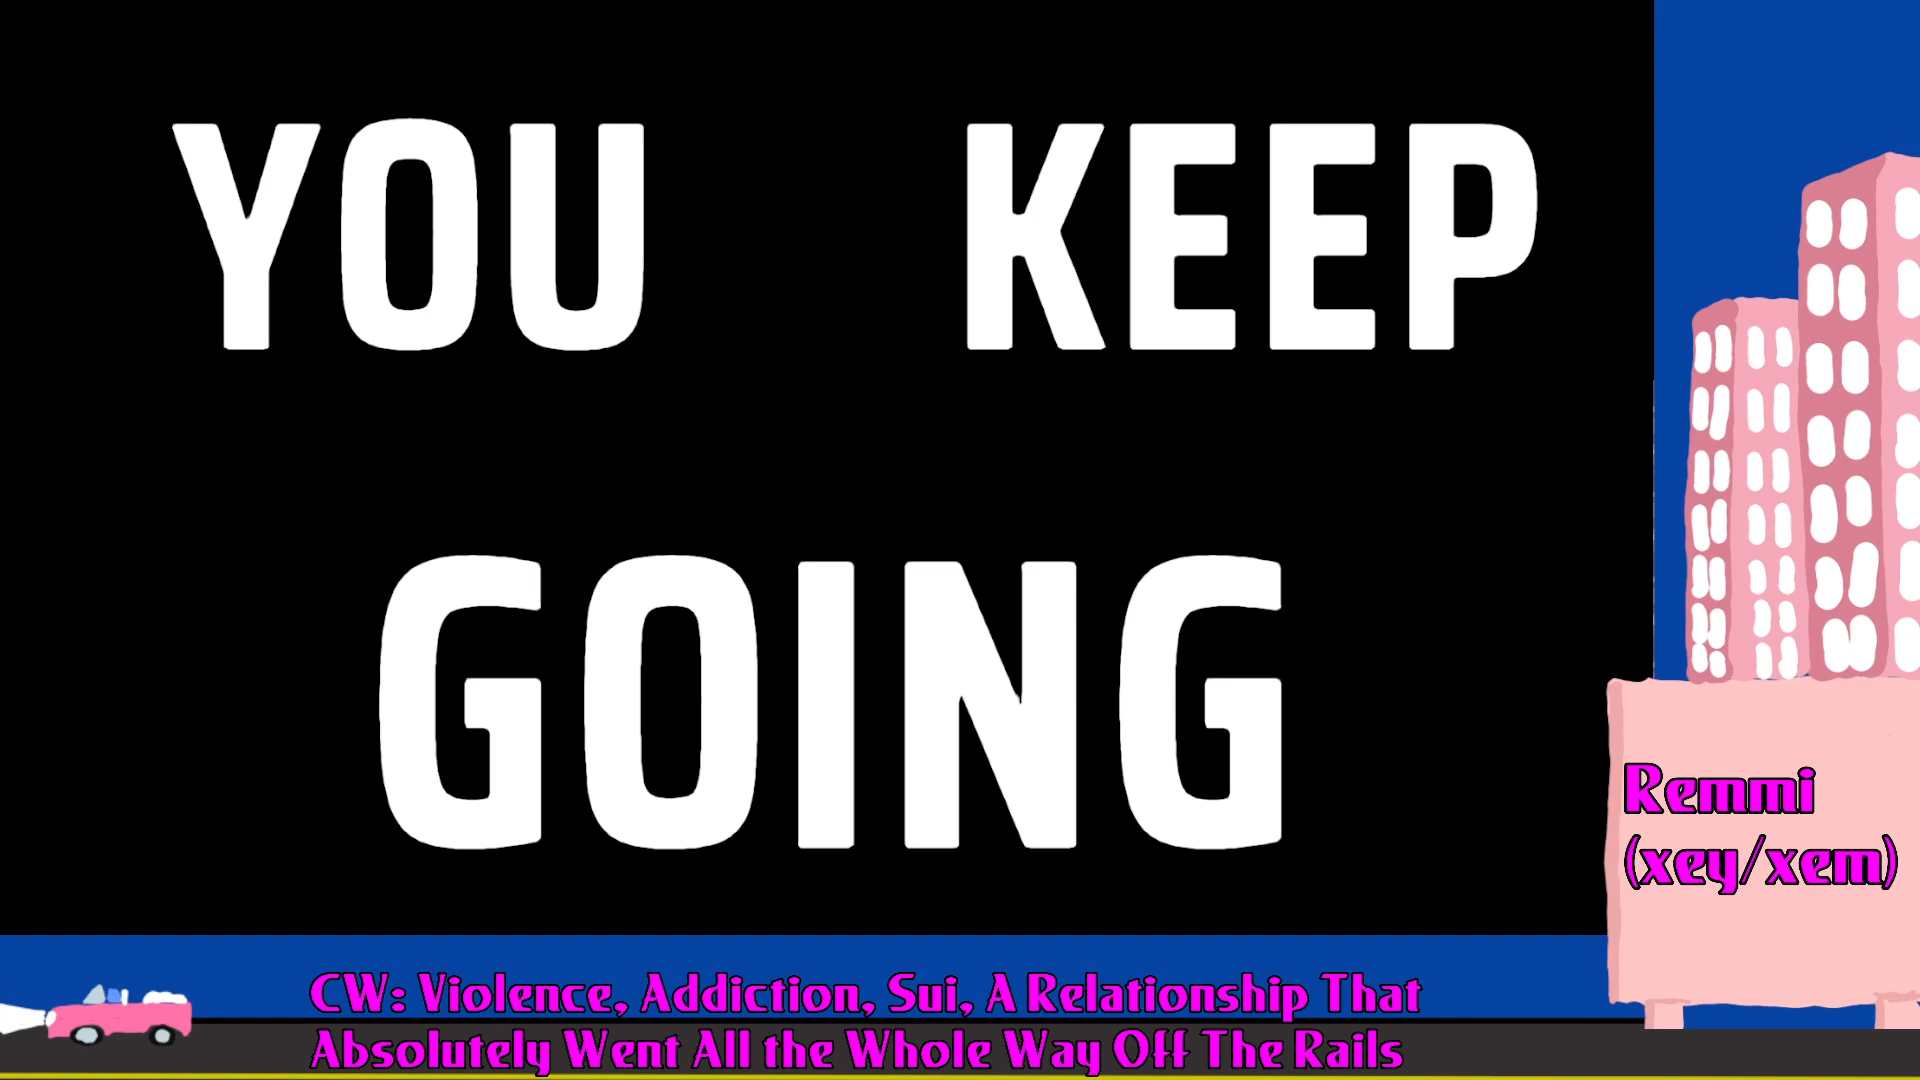 YOU KEEP
GOING
Remmi
(xey/xem)
CW: Violence, Addiction, Sui, A Relationship That
Absolutely Went All the Whole Way Off The Rails